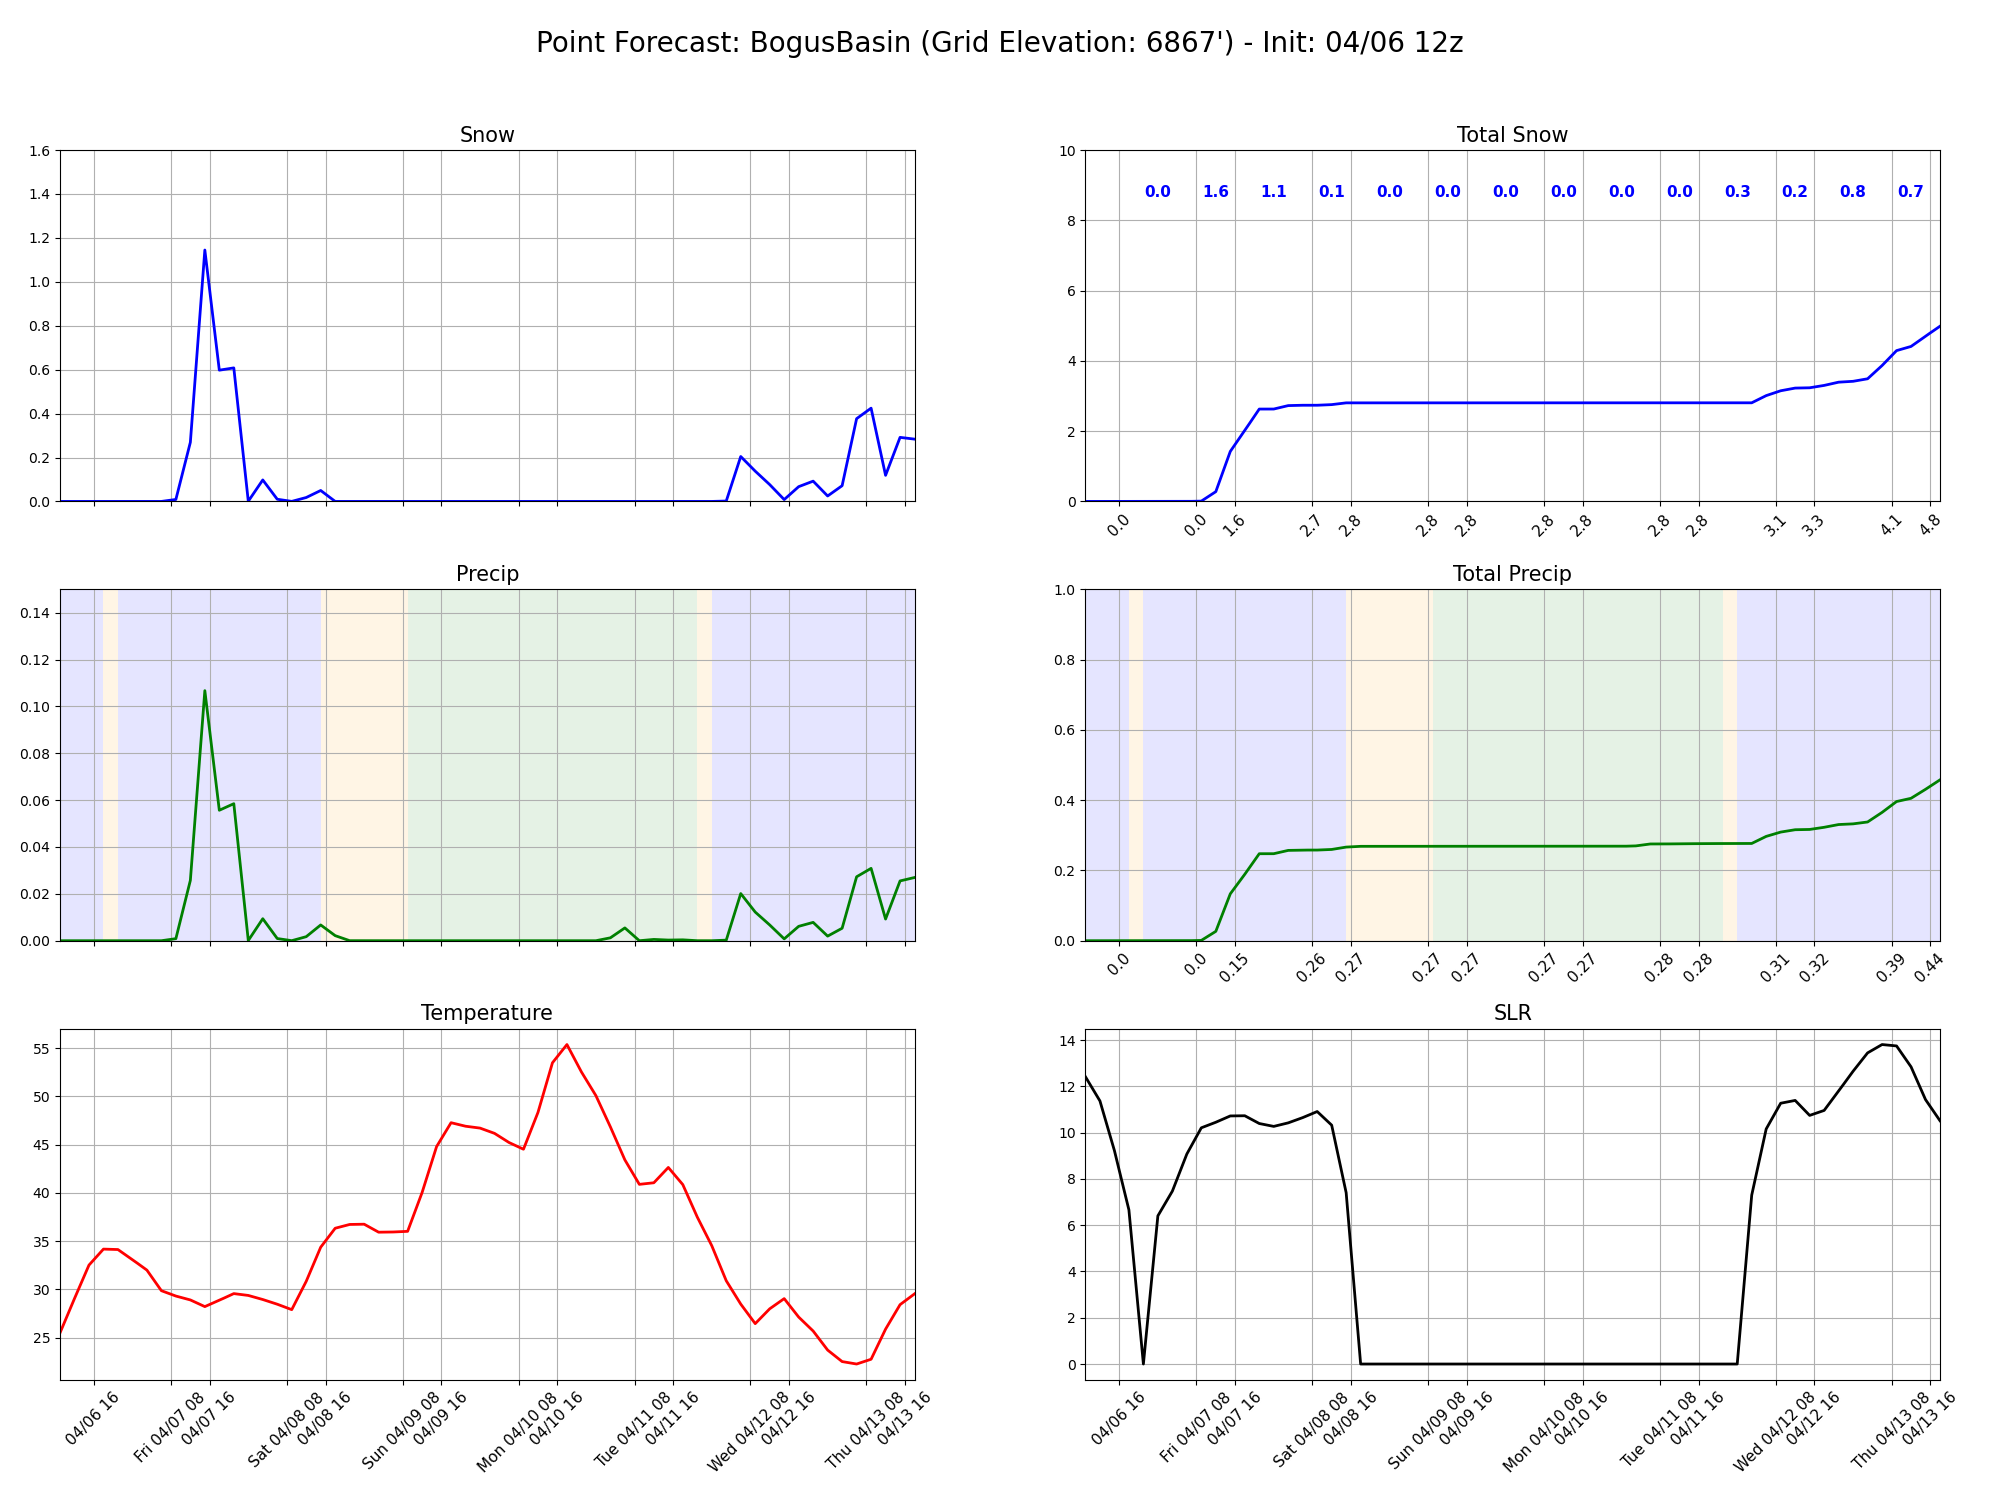 Point Forecast: BogusBasin (Grid Elevation: 6867') - Init: 04/06 12z
Snow
1.6
1.4
1.2
1.0
0.8
0.6
0.4
0.2
0.0
Total Snow
10
8
6
4
2
0
0.0 1.6 1.1 0.1 0.0 0.0 0.0 0.0 0.0 0.0 0.3 0.2 0.8 0.7
0.0 0.0 1.6 2.7 2.8 2.8 2.8 2.8 2.8 2.8 2.8 3.1 3.3 4.1 4.8
Precip
0.14
0.12
0.10
0.08
0.06
0.04
0.02
0.00
Total Precip
1.0
0.8
0.6
0.4
0.2
0.0
0.0 0.0 0.15 0.26 0.27 0.27 0.27 0.27 0.27 0.28 0.28 0.31 0.32 0.39 0.44
Temperature
55
50
45
40
35
30
25
04/06 16
Fri 04/07 08
04/07 16
Sat 04/08 08
04/08 16
Sun 04/09 08
04/09 16
Mon 04/10 08
04/10 16
Tue 04/11 08
04/11 16
Wed 04/12 08
04/12 16
Thu 04/13 08
04/13 16
SLR
14
12
10
8
6
4
2
0
04/06 16
Fri 04/07 08
04/07 16
Sat 04/08 08
04/08 16
Sun 04/09 08
04/09 16
Mon 04/10 08
04/10 16
Tue 04/11 08
04/11 16
Wed 04/12 08
04/12 16
Thu 04/13 08
04/13 16